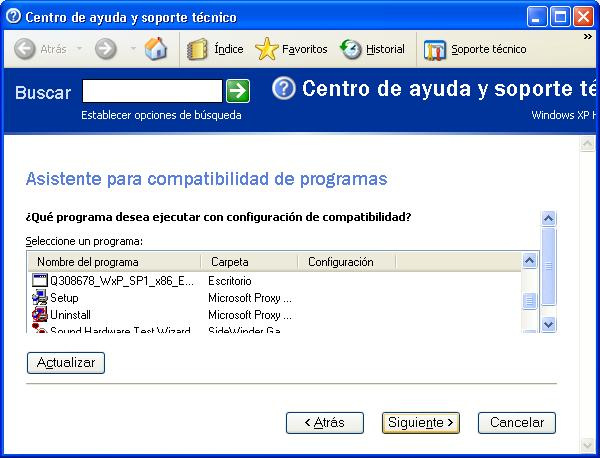 Centro de ayuda y soporte técnico
Atrás Índice Favoritos Historial Soporte técnico »
Buscar Centro de ayuda y soporte té
Establecer opciones de búsqueda Windows XP H
Asistente para compatibilidad de programas
¿Qué programa desea ejecutar con configuración de compatibilidad?
Seleccione un programa:
Nombre del programa Carpeta Configuración
Q308678_WxP_SP1_x86_E... Escritorio
Setup Microsoft Proxy ...
Uninstall Microsoft Proxy ...
Sound Hardware Test Wizard SideWinder Ga...
Actualizar
< Atrás Siguiente > Cancelar